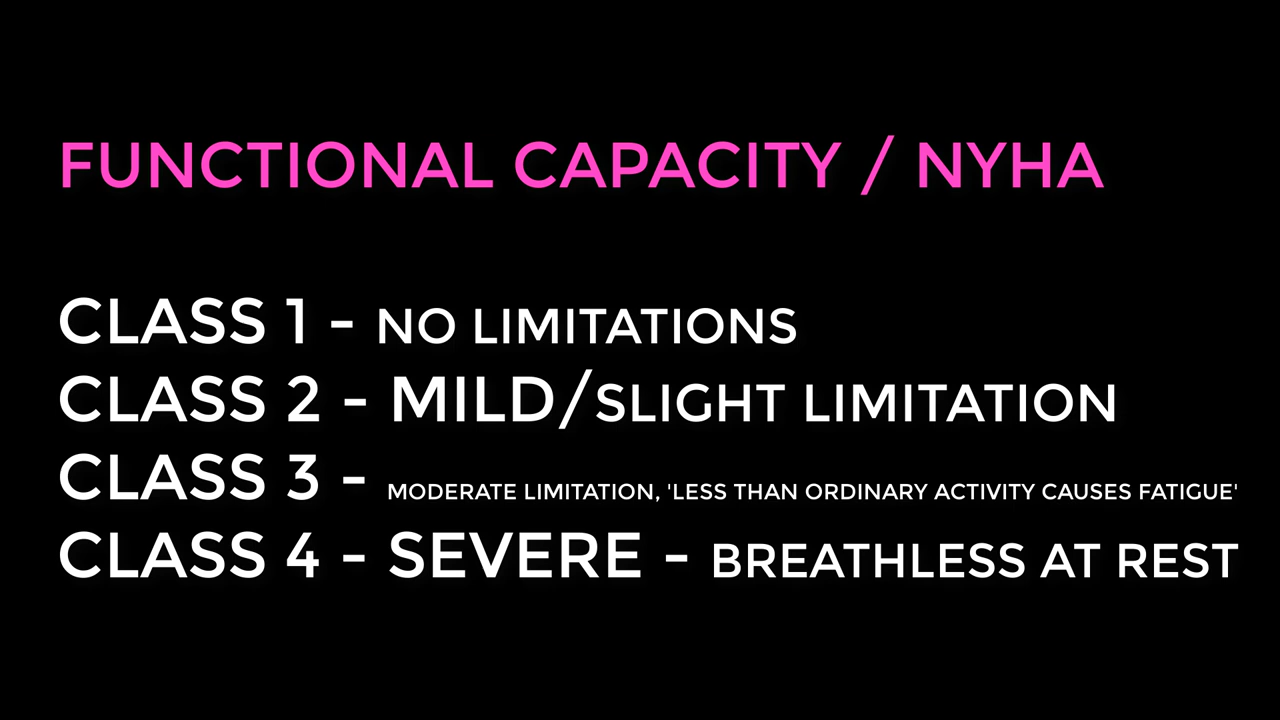 FUNCTIONAL CAPACITY / NYHA
CLASS 1 - NO LIMITATIONS
CLASS 2 - MILD/SLIGHT LIMITATION
CLASS 3 - MODERATE LIMITATION, 'LESS THAN ORDINARY ACTIVITY CAUSES FATIGUE'
CLASS 4 - SEVERE - BREATHLESS AT REST